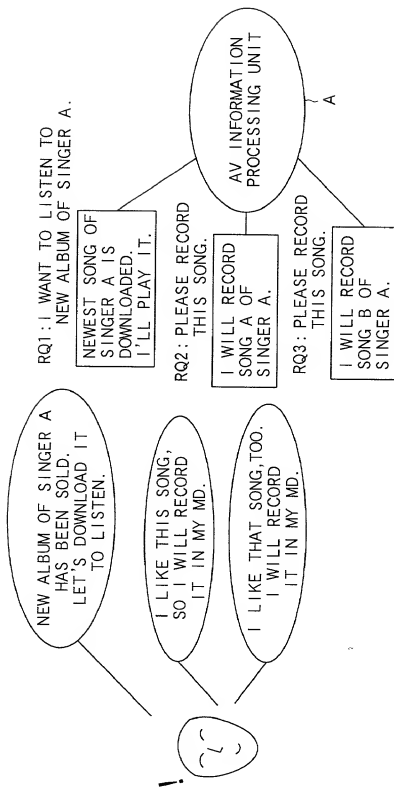 NEW ALBUM OF SINGER A
HAS BEEN SOLD.
LET'S DOWNLOAD IT
TO LISTEN.
I LIKE THIS SONG,
SO I WILL RECORD
IT IN MY MD.
I LIKE THAT SONG,TOO.
I WILL RECORD
IT IN MY MD.
RQ1:I WANT TO LISTEN TO
NEW ALBUM OF SINGER A.
NEWEST SONG OF
SINGER A IS
DOWNLOADED.
I'LL PLAY IT.
RQ2: PLEASE RECORD
THIS SONG.
I WILL RECORD
SONG A OF
SINGER A.
RQ3: PLEASE RECORD
THIS SONG.
I WILL RECORD
SONG B OF
SINGER A.
AV INFORMATION
PROCESSING UNIT
A
!